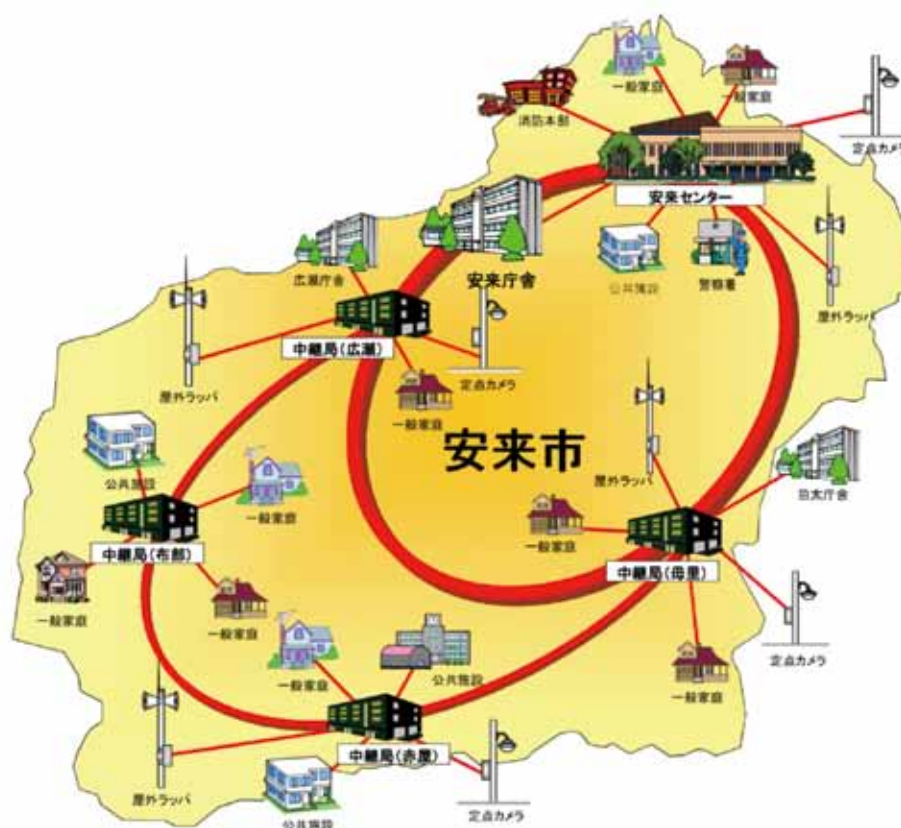 一般家庭
一般家庭
消防本部
定点カメラ
安来センター
広瀬庁舎
安来庁舎
公共施設
警察署
屋外ラッパ
中継局(広瀬)
屋外ラッパ
定点カメラ
一般家庭
安来市
公共施設
一般家庭
屋外ラッパ
伯太庁舎
中継局(布部)
一般家庭
中継局(母里)
一般家庭
一般家庭
定点カメラ
一般家庭
公共施設
一般家庭
中継局(赤屋)
屋外ラッパ
定点カメラ
公共施設